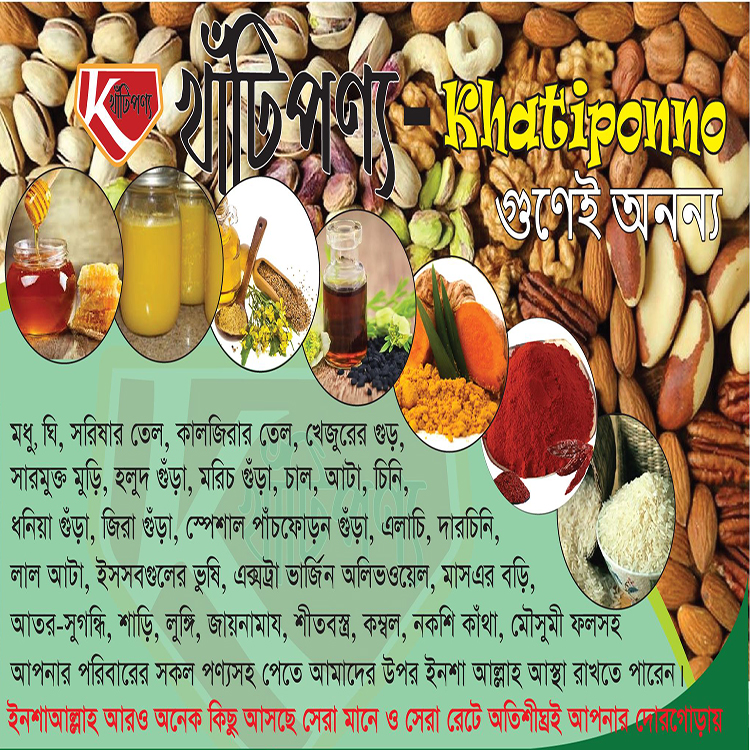 K খাঁটিপণ্য
খাঁটিপণ্য - Khatiponno
গুণেই অনন্য
মধু, ঘি, সরিষার তেল, কালজিরার তেল, খেজুরের গুড়,
সারমুক্ত মুড়ি, হলুদ গুঁড়া, মরিচ গুঁড়া, চাল, আটা, চিনি,
ধনিয়া গুঁড়া, জিরা গুঁড়া, স্পেশাল পাঁচফোড়ন গুঁড়া, এলাচি, দারচিনি,
লাল আটা, ইসসবগুলের ভুষি, এক্সট্রা ভার্জিন অলিভওয়েল, মাসএর বড়ি,
আতর-সুগন্ধি, শাড়ি, লুঙ্গি, জায়নামায, শীতবস্ত্র, কম্বল, নকশি কাঁথা, মৌসুমী ফলসহ
আপনার পরিবারের সকল পণ্যসহ পেতে আমাদের উপর ইনশা আল্লাহ আস্থা রাখতে পারেন।
ইনশাআল্লাহ আরও অনেক কিছু আসছে সেরা মানে ও সেরা রেটে অতিশীঘ্রই আপনার দোরগোড়ায়